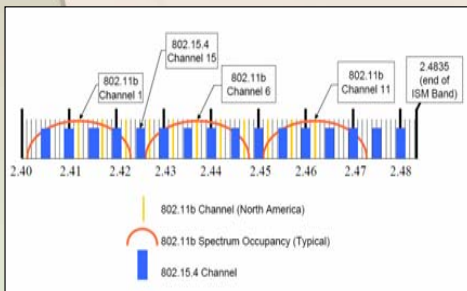 802.15.4
Channel 15
802.11b
Channel 1
802.11b
Channel 6
802.11b
Channel 11
2.4835
(end of
ISM Band)
2.40 2.41 2.42 2.43 2.44 2.45 2.46 2.47 2.48
802.11b Channel (North America)
802.11b Spectrum Occupancy (Typical)
802.15.4 Channel